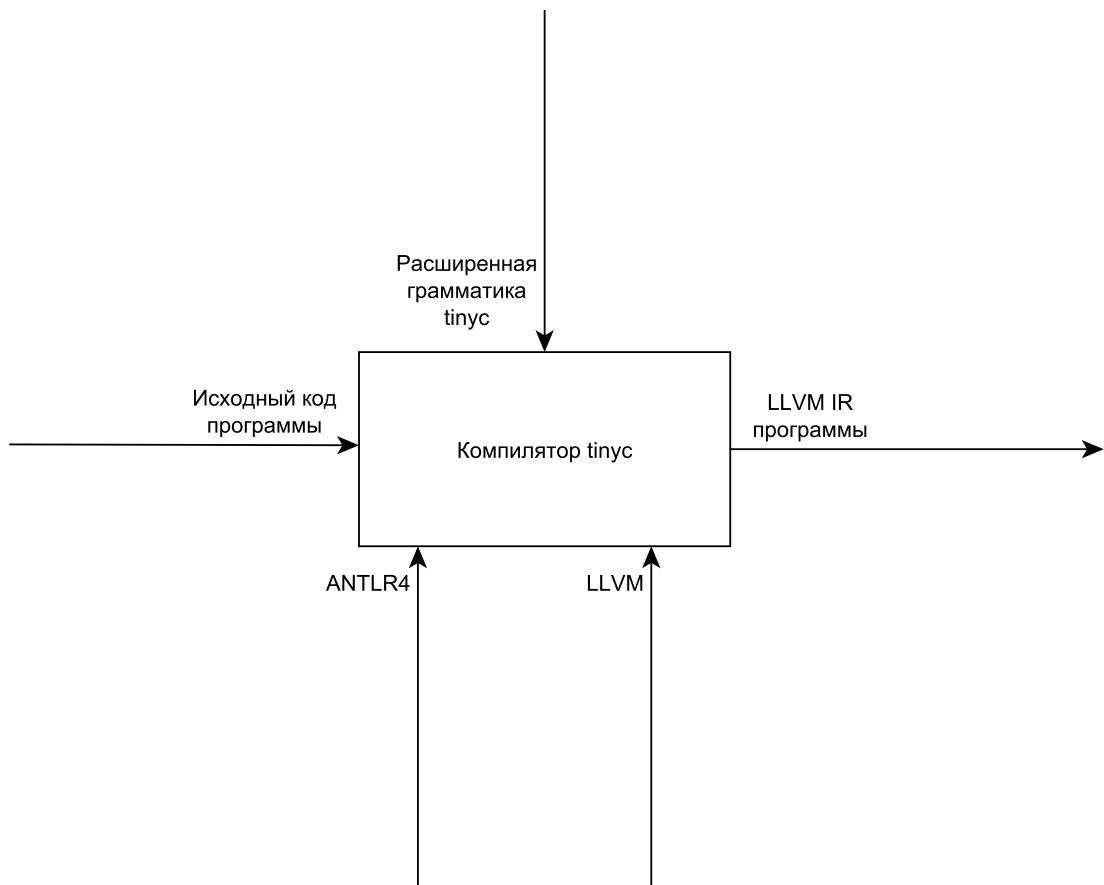 Расширенная
грамматика
tinyc
Исходный код
программы
LLVM IR
программы
Компилятор tinyc
ANTLR4
LLVM